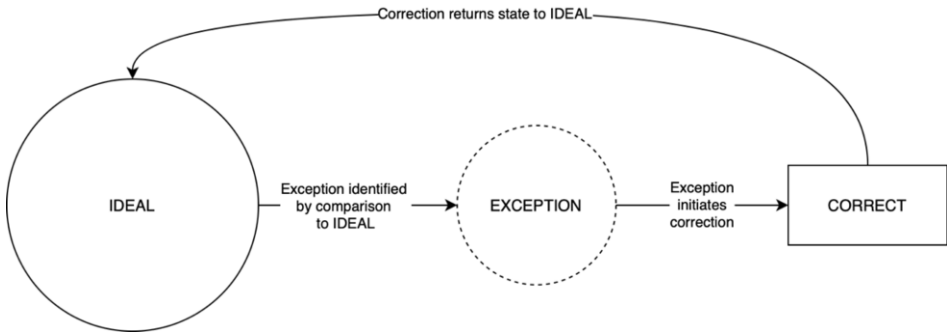 Correction returns state to IDEAL
IDEAL
Exception identified
by comparison
to IDEAL
EXCEPTION
Exception
initiates
correction
CORRECT